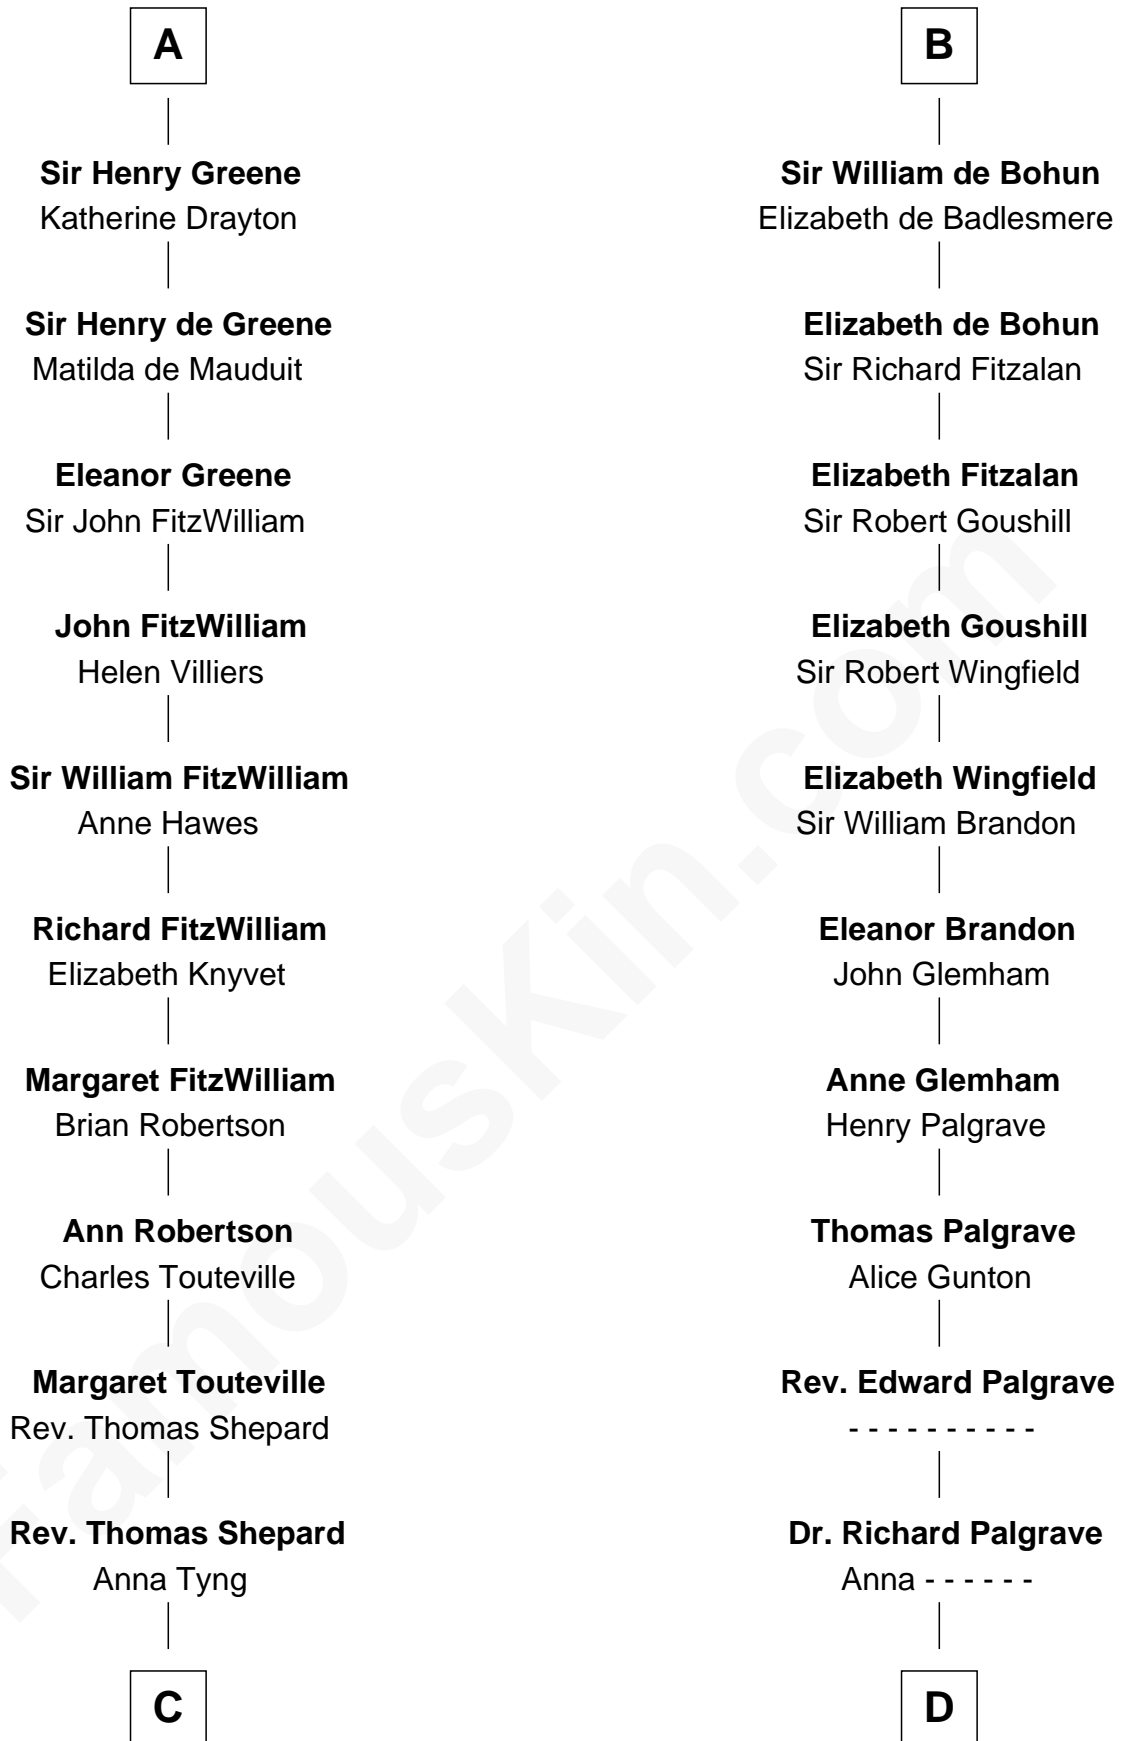 A
Sir Henry Greene
Katherine Drayton
Sir Henry de Greene
Matilda de Mauduit
Eleanor Greene
Sir John FitzWilliam
John FitzWilliam
Helen Villiers
Sir William FitzWilliam
Anne Hawes
Richard FitzWilliam
Elizabeth Knyvet
Margaret FitzWilliam
Brian Robertson
Ann Robertson
Charles Touteville
Margaret Touteville
Rev. Thomas Shepard
Rev. Thomas Shepard
Anna Tyng
C
B
Sir William de Bohun
Elizabeth de Badlesmere
Elizabeth de Bohun
Sir Richard Fitzalan
Elizabeth Fitzalan
Sir Robert Goushill
Elizabeth Goushill
Sir Robert Wingfield
Elizabeth Wingfield
Sir William Brandon
Eleanor Brandon
John Glemham
Anne Glemham
Henry Palgrave
Thomas Palgrave
Alice Gunton
Rev. Edward Palgrave
- - - - - - - - - -
Dr. Richard Palgrave
Anna - - - - - -
D
FamousKin.com